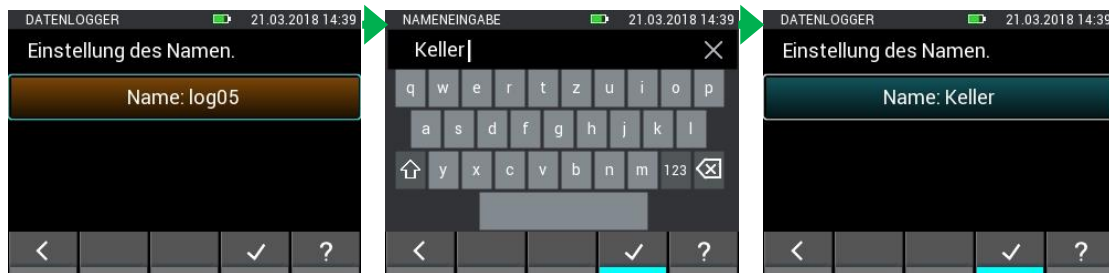 DATENLOGGER 21.03.2018 14:39
Einstellung des Namen.
Name: log05
< ?
NAMENEINGABE 21.03.2018 14:39
Keller
q w e r t z u i o p
a s d f g h j k l
y x c v b n m 123
< ?
DATENLOGGER 21.03.2018 14:39
Einstellung des Namen.
Name: Keller
< ?